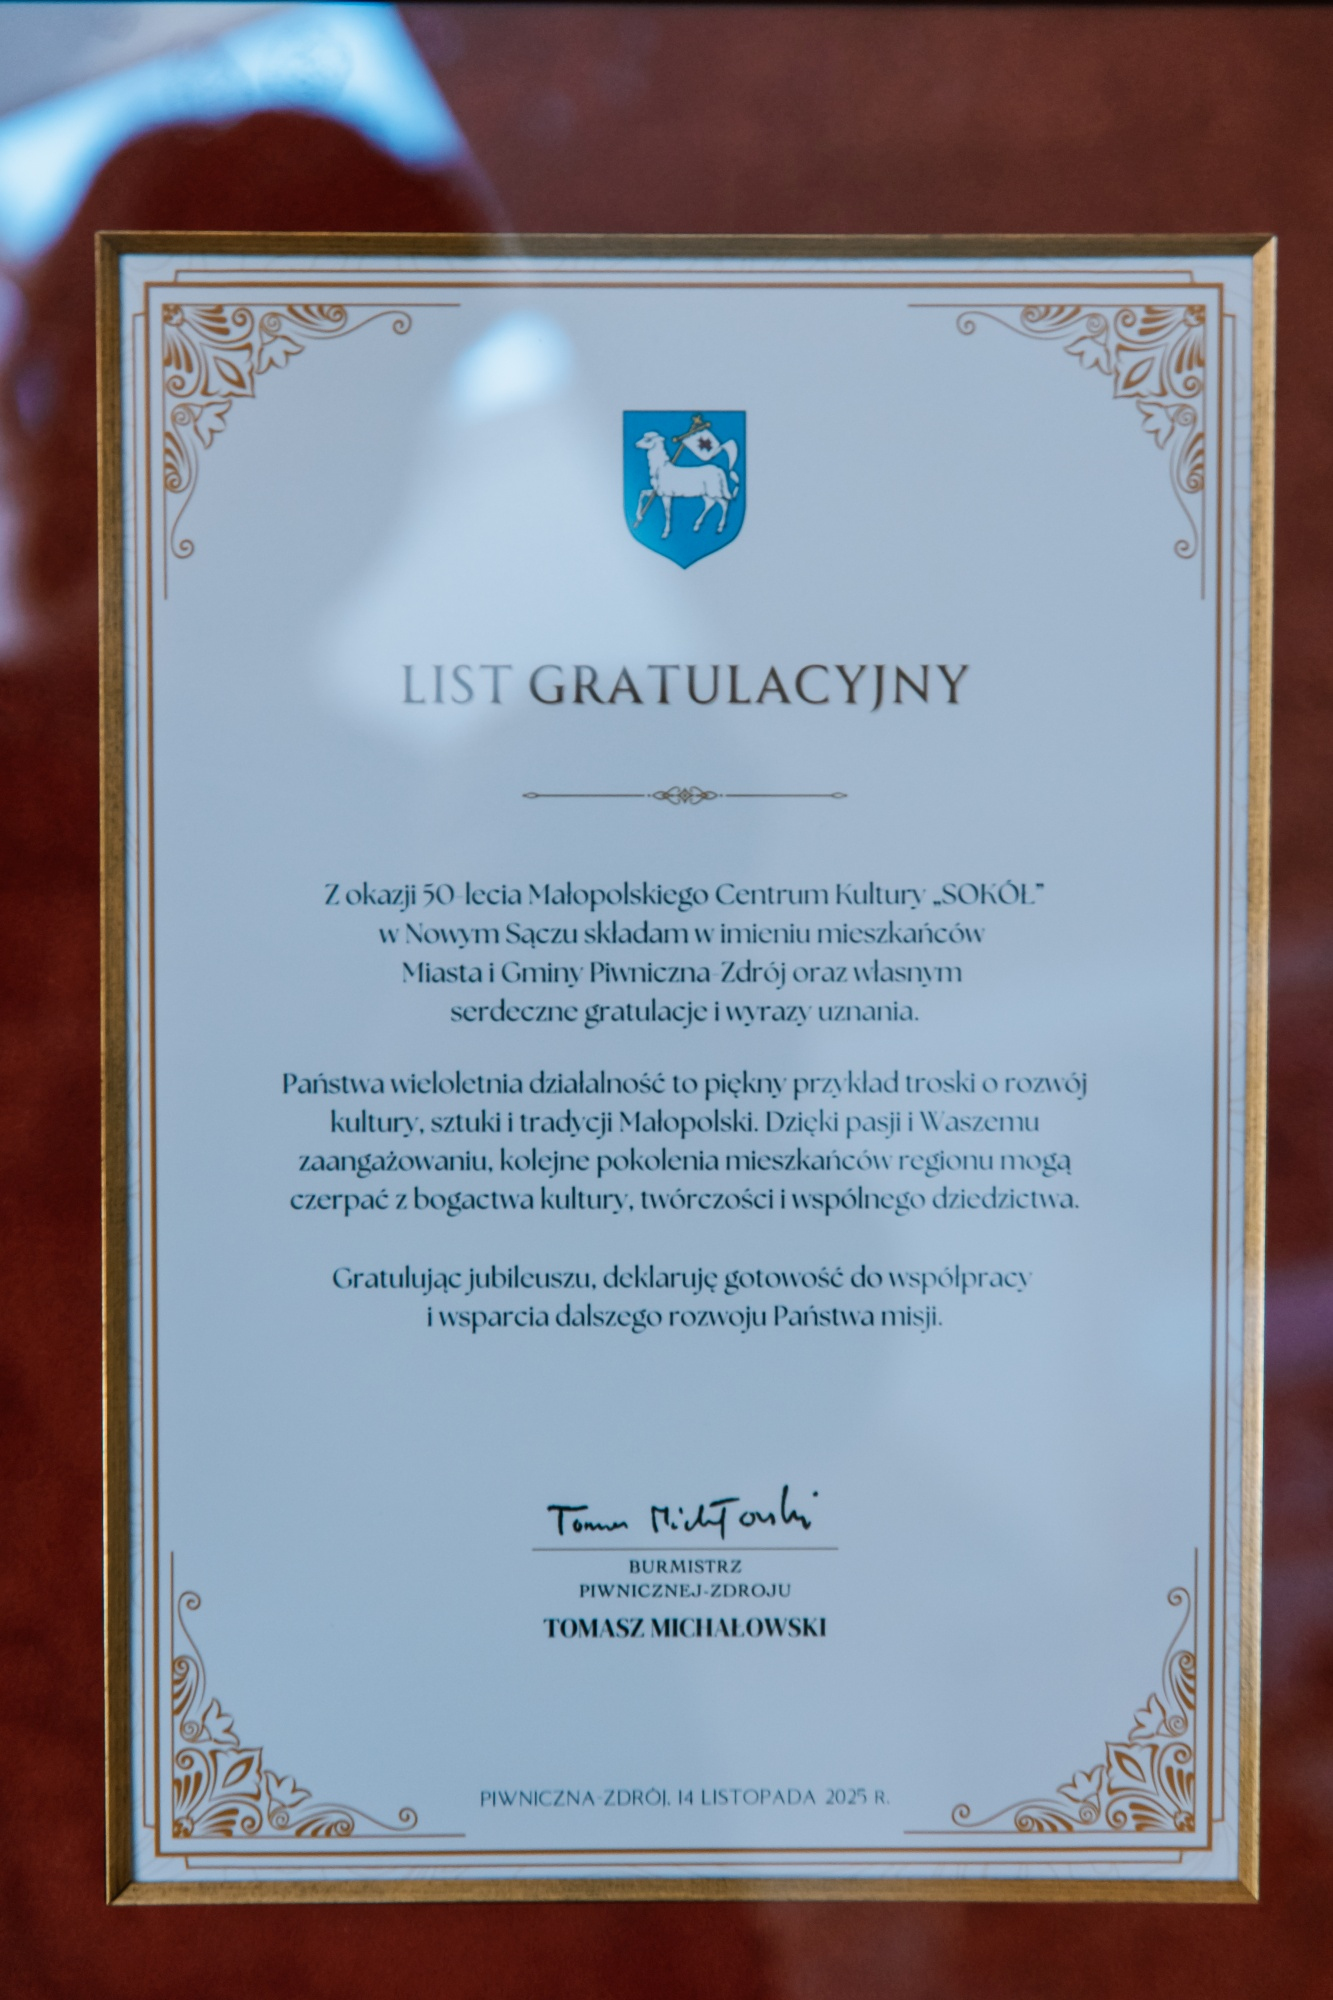 LIST GRATULACYJNY
Z okazji 50-lecia Małopolskiego Centrum Kultury „SOKÓŁ”
w Nowym Sączu składam w imieniu mieszkańców
Miasta i Gminy Piwniczna-Zdrój oraz własnym
serdeczne gratulacje i wyrazy uznania.
Państwa wieloletnia działalność to piękny przykład troski o rozwój
kultury, sztuki i tradycji Małopolski. Dzięki pasji i Waszemu
zaangażowaniu, kolejne pokolenia mieszkańców regionu mogą
czerpać z bogactwa kultury, twórczości i wspólnego dziedzictwa.
Gratulując jubileuszu, deklaruję gotowość do współpracy
i wsparcia dalszego rozwoju Państwa misji.
Tomasz Michałowski
BURMISTRZ
PIWNICZNEJ-ZDROJU
TOMASZ MICHAŁOWSKI
PIWNICZNA-ZDRÓJ, 14 LISTOPADA 2025 R.